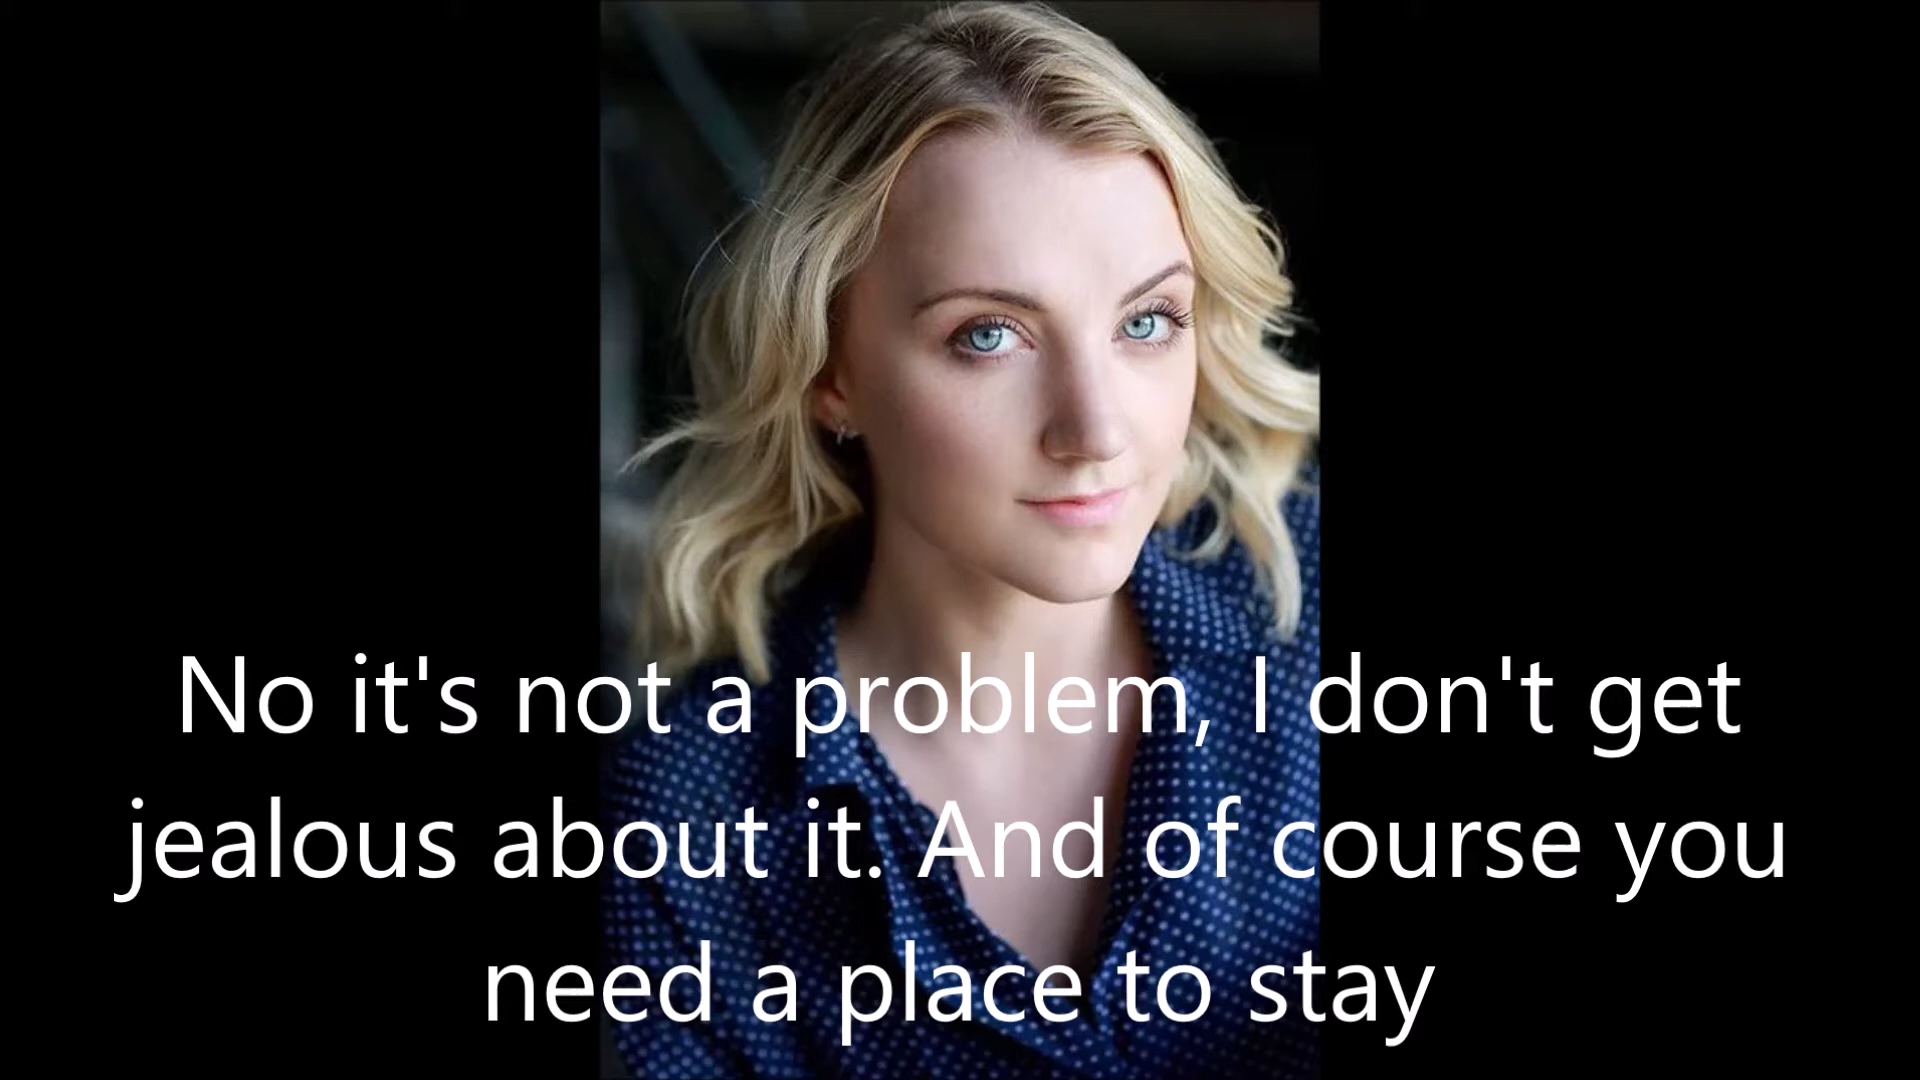 No it's not a problem, I don't get
jealous about it. And of course you
need a place to stay